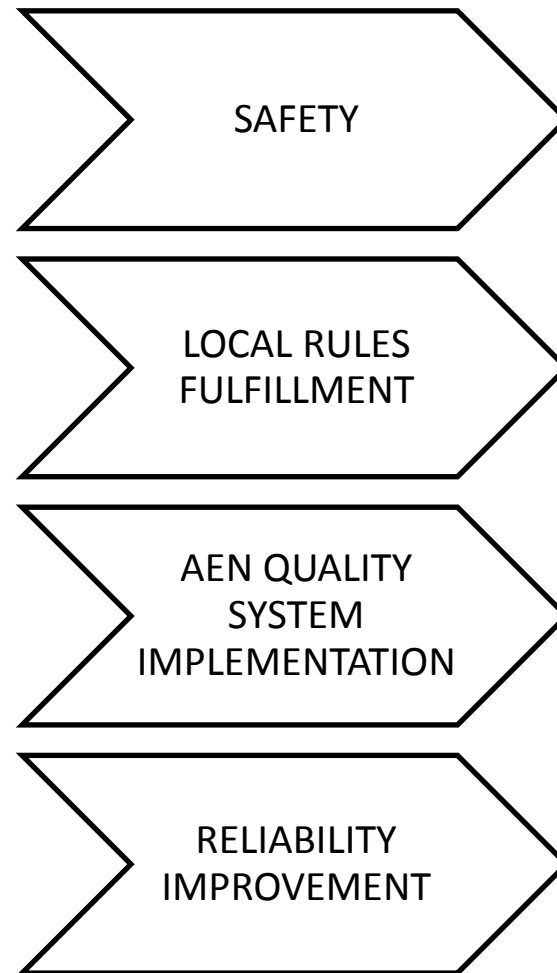 SAFETY
LOCAL RULES
FULFILLMENT
AEN QUALITY
SYSTEM
IMPLEMENTATION
RELIABILITY
IMPROVEMENT